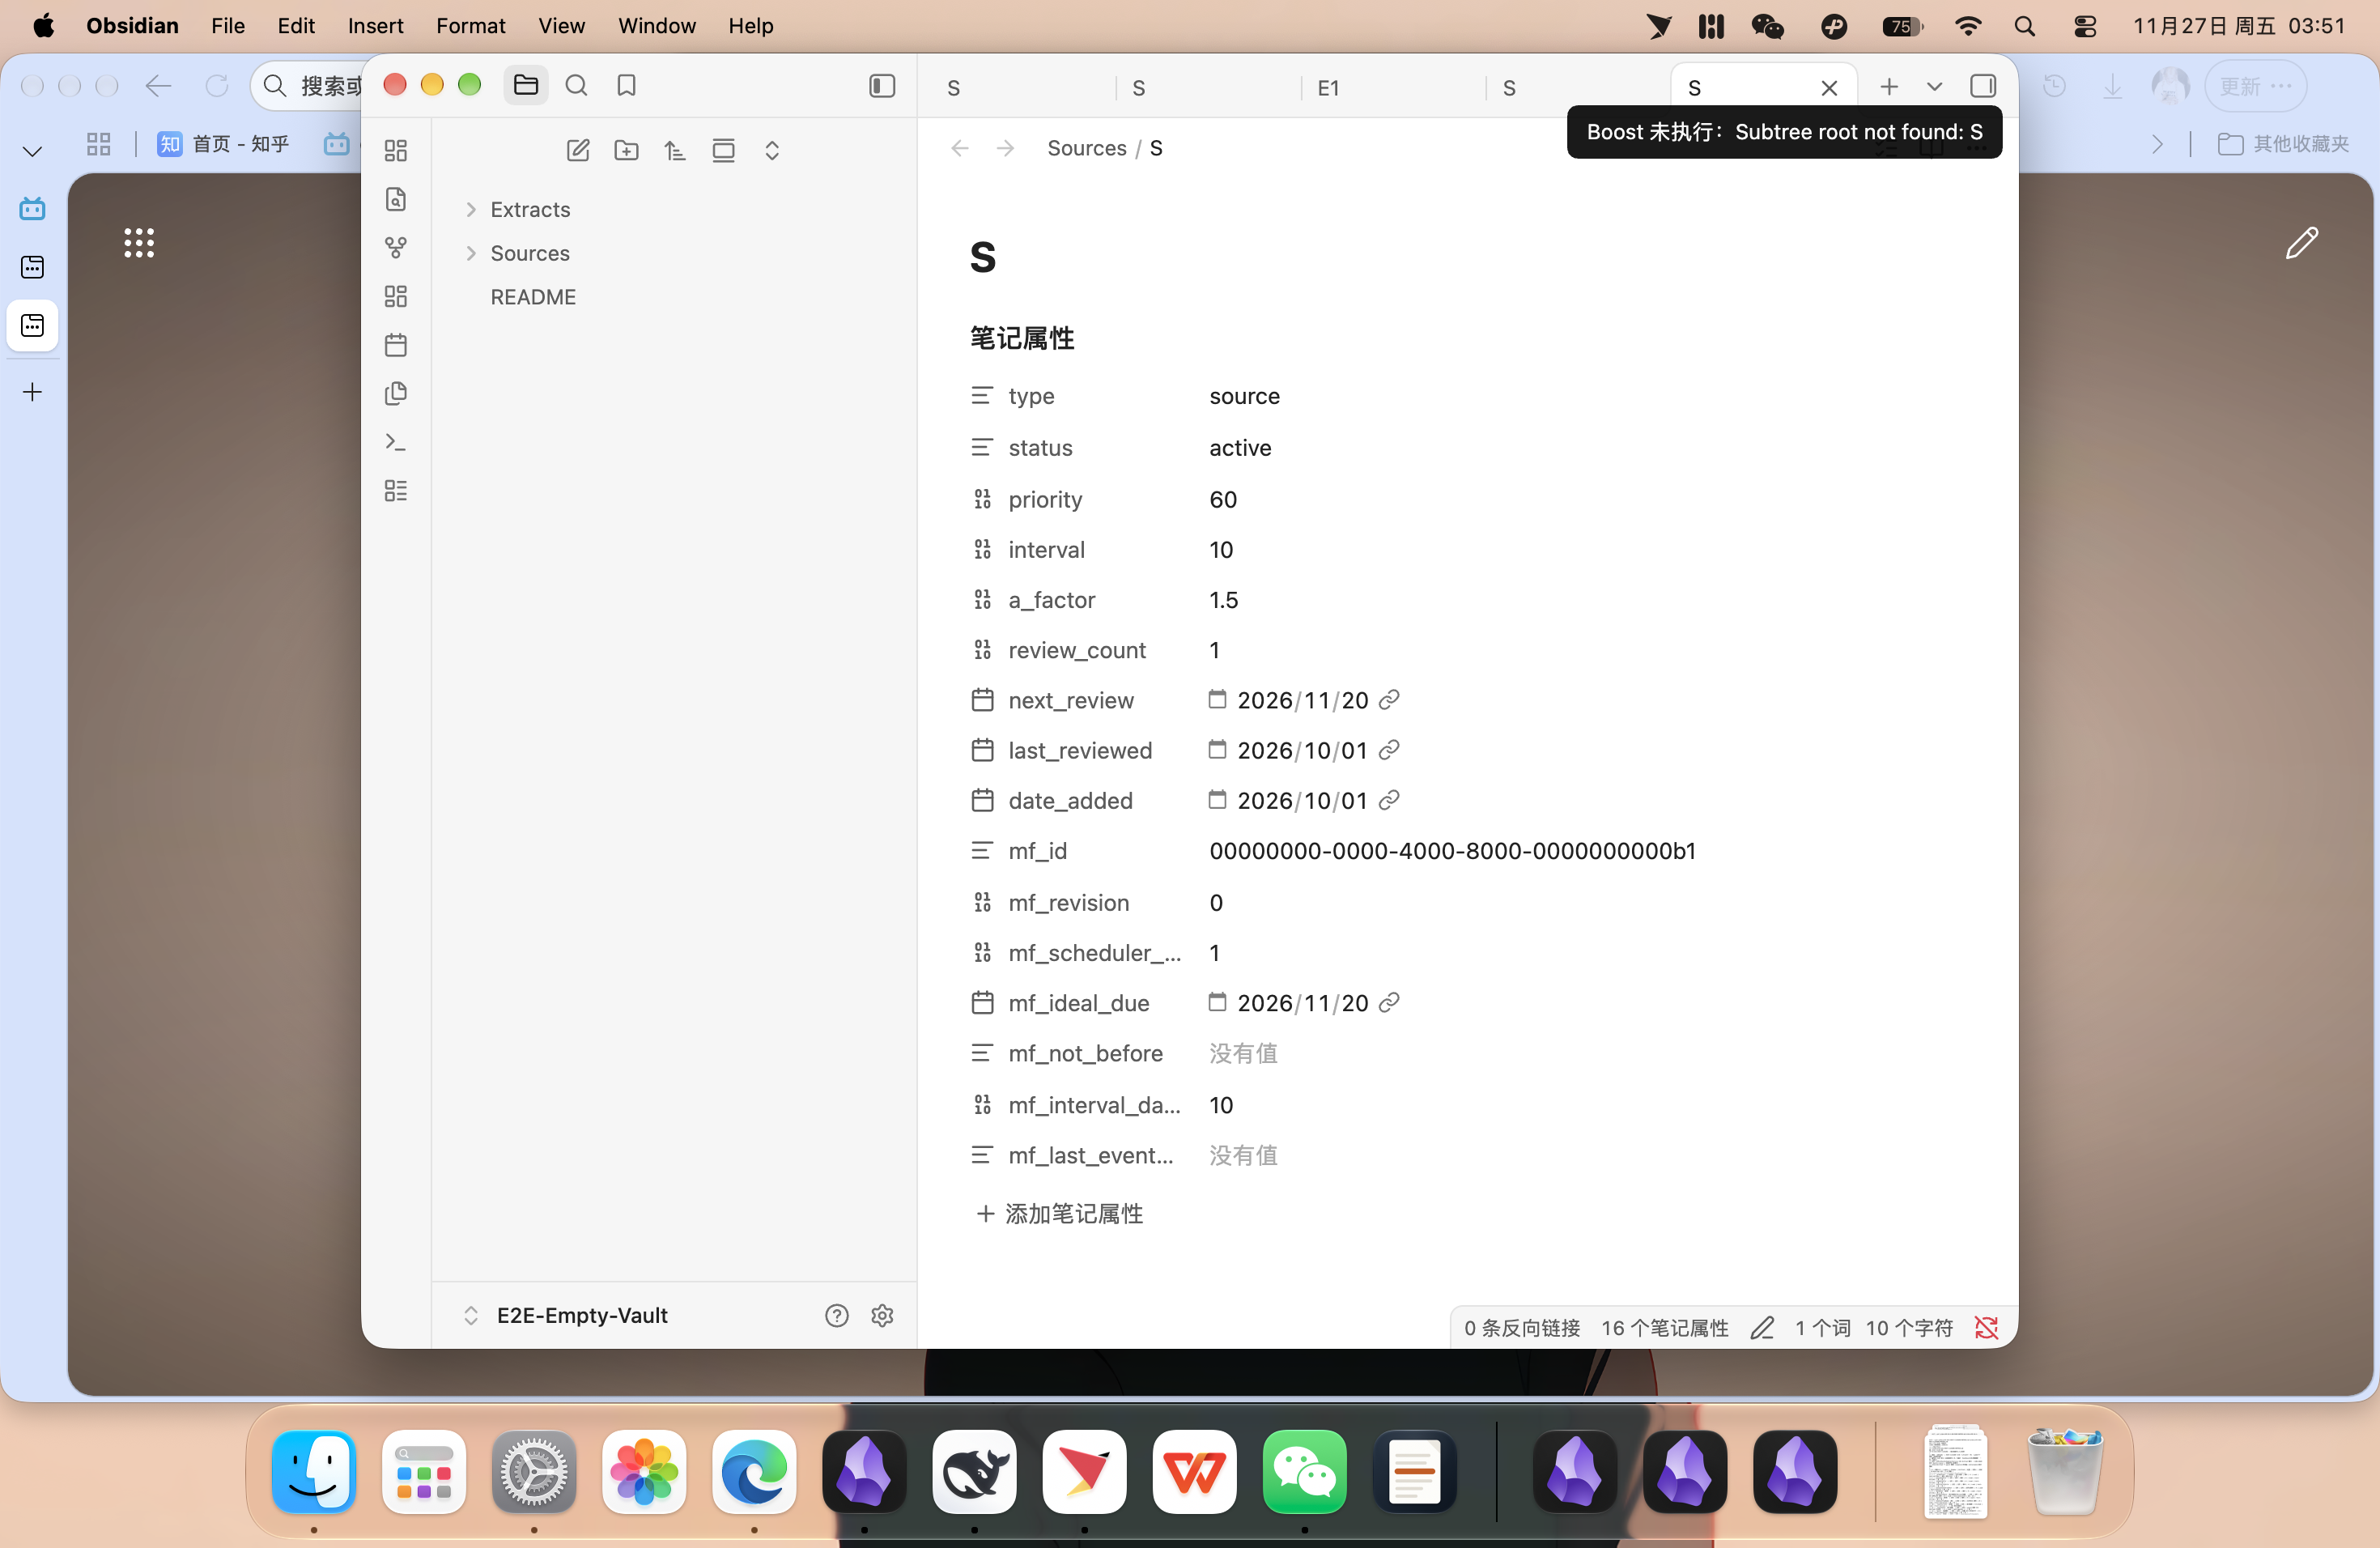 Obsidian File Edit Insert Format View Window Help
75
11月27日 周五 03:51
搜索或
更新
知 首页 - 知乎
其他收藏夹
S
S
E1
S
S
Boost 未执行：Subtree root not found: S
Sources / S
Extracts
Sources
README
S
笔记属性
type source
status active
priority 60
interval 10
a_factor 1.5
review_count 1
next_review 2026/11/20
last_reviewed 2026/10/01
date_added 2026/10/01
mf_id 00000000-0000-4000-8000-0000000000b1
mf_revision 0
mf_scheduler_... 1
mf_ideal_due 2026/11/20
mf_not_before 没有值
mf_interval_da... 10
mf_last_event... 没有值
添加笔记属性
E2E-Empty-Vault
0 条反向链接 16 个笔记属性 1 个词 10 个字符